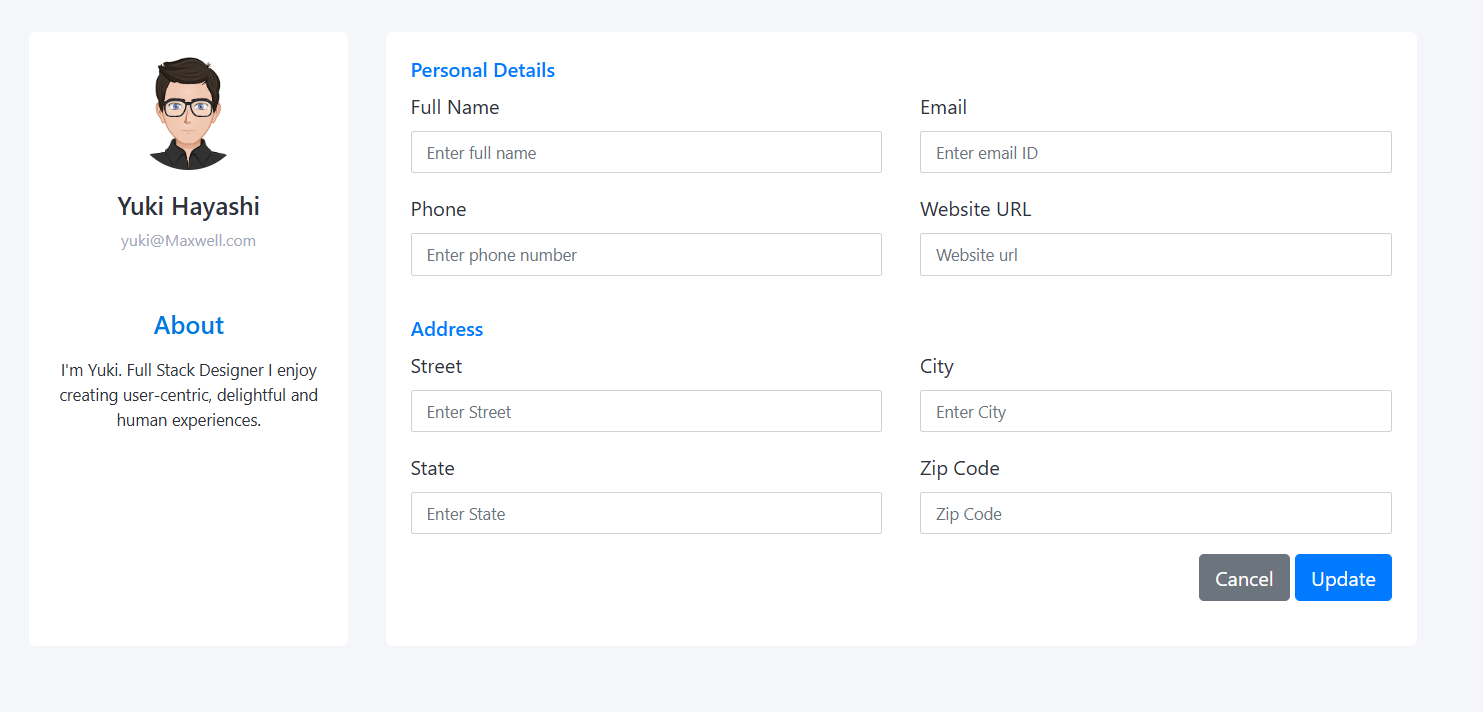 Yuki Hayashi
yuki@Maxwell.com
About
I'm Yuki. Full Stack Designer I enjoy
creating user-centric, delightful and
human experiences.
Personal Details
Full Name
Email
Enter full name
Enter email ID
Phone
Website URL
Enter phone number
Website url
Address
Street
City
Enter Street
Enter City
State
Zip Code
Enter State
Zip Code
Cancel
Update